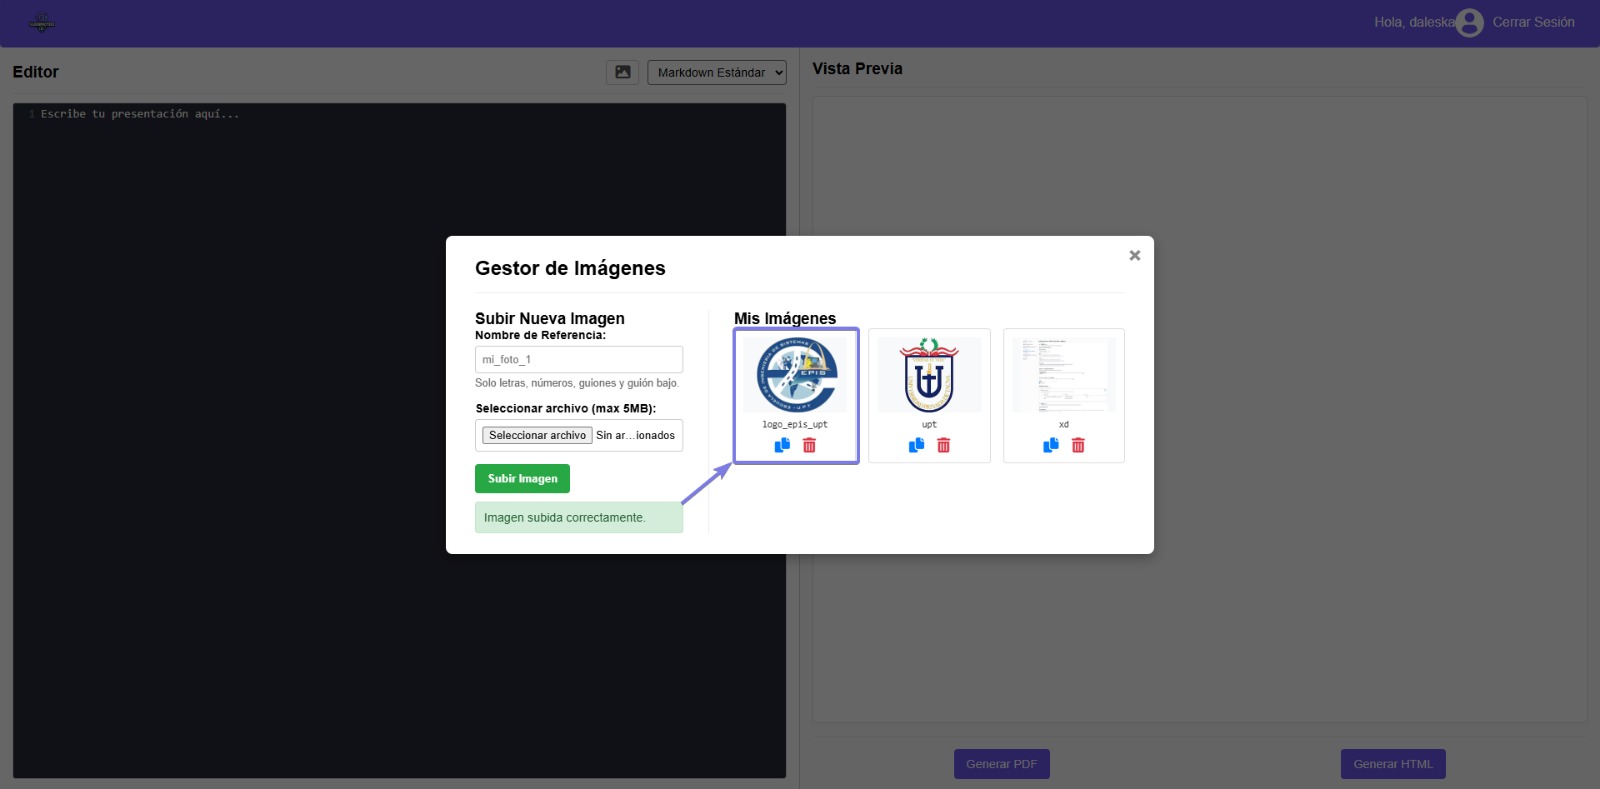 Hola, daleska
Cerrar Sesión
Editor
Markdown Estándar
Vista Previa
1 Escribe tu presentación aquí...
Gestor de Imágenes
×
Subir Nueva Imagen
Nombre de Referencia:
mi_foto_1
Solo letras, números, guiones y guión bajo.
Seleccionar archivo (max 5MB):
Seleccionar archivo Sin ar...ionados
Subir Imagen
Imagen subida correctamente.
Mis Imágenes
EPIS
logo_epis_upt
upt
xd
Generar PDF
Generar HTML